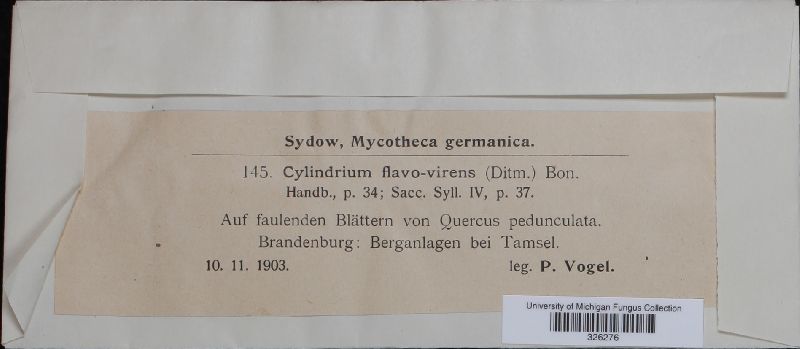 Sydow, Mycotheca germanica.
145. Cylindrium flavo-virens (Ditm.) Bon.
Handb., p. 34; Sacc. Syll. IV, p. 37.
Auf faulenden Blättern von Quercus pedunculata.
Brandenburg: Berganlagen bei Tamsel.
10. 11. 1903. leg. P. Vogel.
University of Michigan Fungus Collection
326276